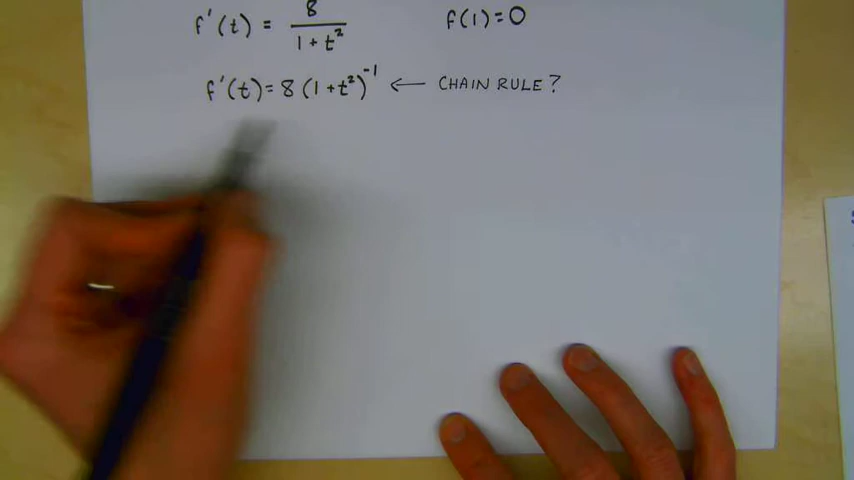 f'(t) = 8/(1+t²) f(1)=0
f'(t)=8(1+t²)⁻¹ ← CHAIN RULE?